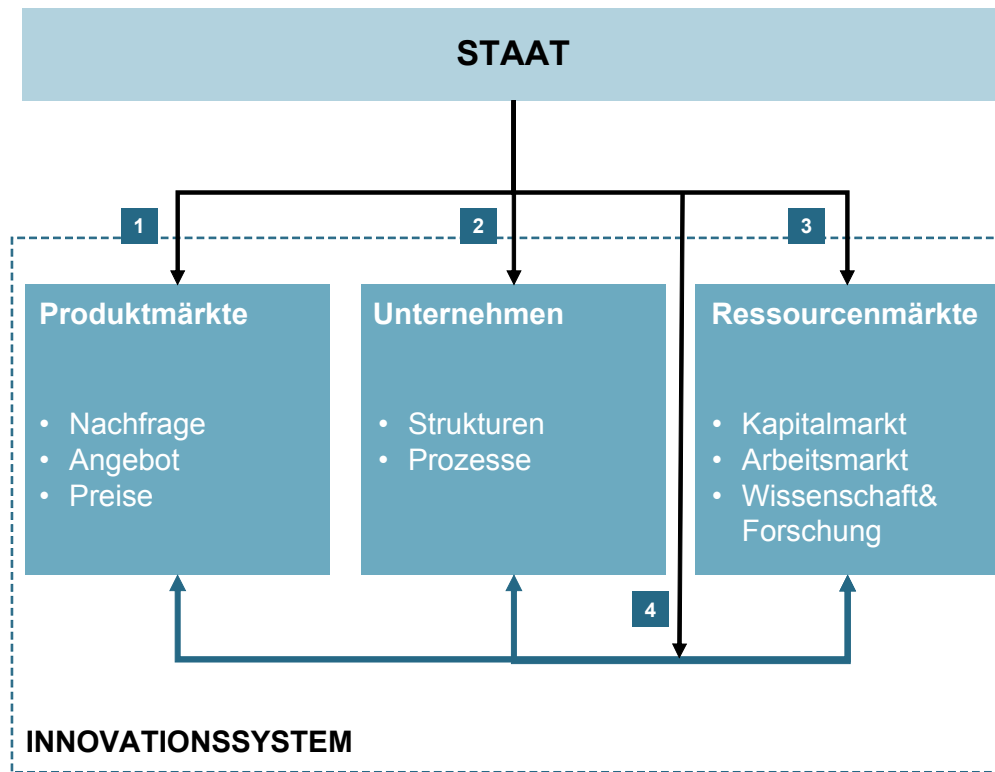 STAAT
1
2
3
Produktmärkte
• Nachfrage
• Angebot
• Preise
Unternehmen
• Strukturen
• Prozesse
Ressourcenmärkte
• Kapitalmarkt
• Arbeitsmarkt
• Wissenschaft&
Forschung
4
INNOVATIONSSYSTEM